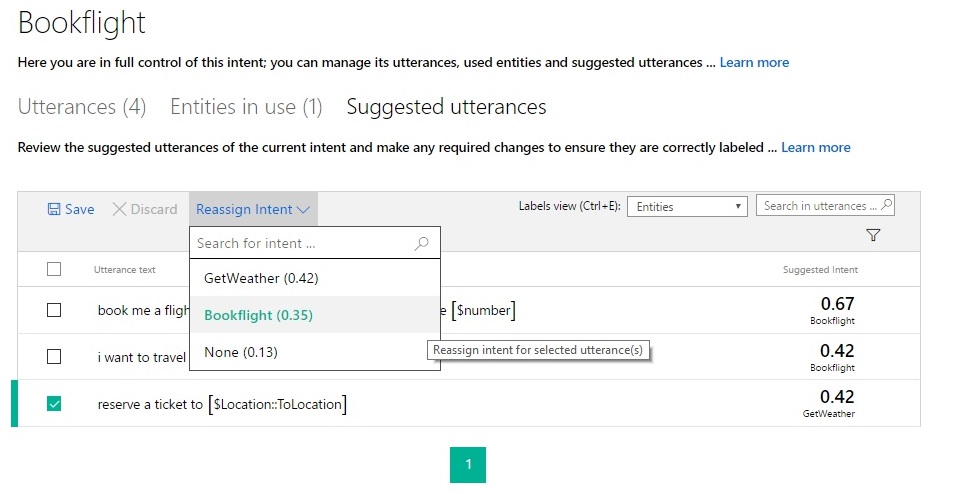 Bookflight
Here you are in full control of this intent; you can manage its utterances, used entities and suggested utterances ... Learn more
Utterances (4) Entities in use (1) Suggested utterances
Review the suggested utterances of the current intent and make any required changes to ensure they are correctly labeled ... Learn more
Save Discard Reassign Intent Labels view (Ctrl+E): Entities Search in utterances ...
Search for intent ...
Utterance text Suggested Intent
GetWeather (0.42)
book me a fligh e [$number] 0.67
Bookflight
Bookflight (0.35)
None (0.13)
Reassign intent for selected utterance(s)
i want to travel 0.42
Bookflight
reserve a ticket to [$Location::ToLocation] 0.42
GetWeather
1